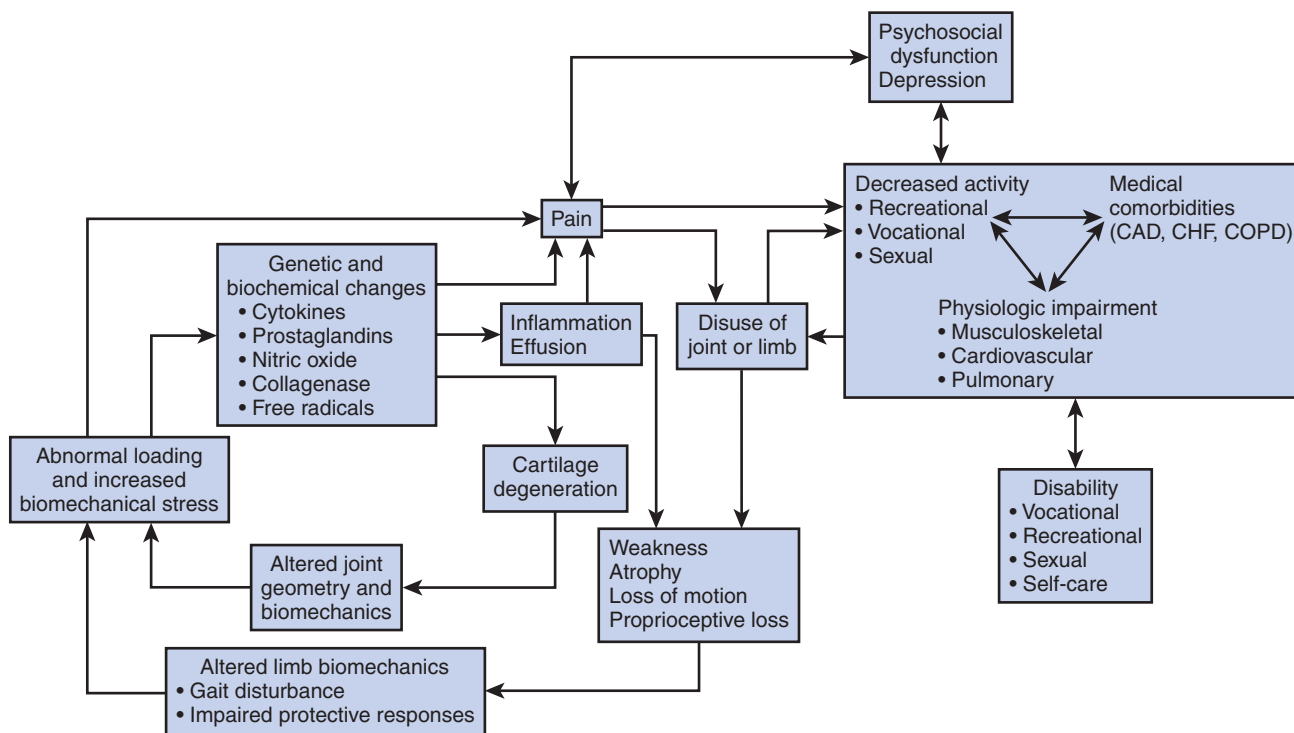 Psychosocial
dysfunction
Depression
Decreased activity
• Recreational
• Vocational
• Sexual
Medical
comorbidities
(CAD, CHF, COPD)
Physiologic impairment
• Musculoskeletal
• Cardiovascular
• Pulmonary
Pain
Genetic and
biochemical changes
• Cytokines
• Prostaglandins
• Nitric oxide
• Collagenase
• Free radicals
Inflammation
Effusion
Disuse of
joint or limb
Abnormal loading
and increased
biomechanical stress
Cartilage
degeneration
Disability
• Vocational
• Recreational
• Sexual
• Self-care
Altered joint
geometry and
biomechanics
Weakness
Atrophy
Loss of motion
Proprioceptive loss
Altered limb biomechanics
• Gait disturbance
• Impaired protective responses